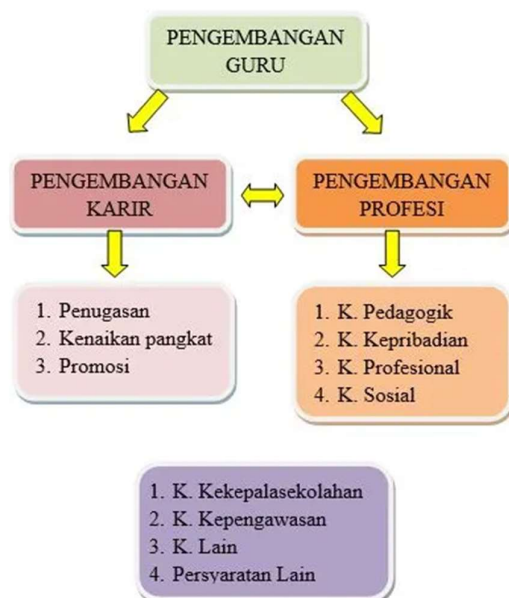 PENGEMBANGAN
GURU
PENGEMBANGAN
KARIR
PENGEMBANGAN
PROFESI
1. Penugasan
2. Kenaikan pangkat
3. Promosi
1. K. Pedagogik
2. K. Kepribadian
3. K. Profesional
4. K. Sosial
1. K. Kekepalasekolahan
2. K. Kepengawasan
3. K. Lain
4. Persyaratan Lain